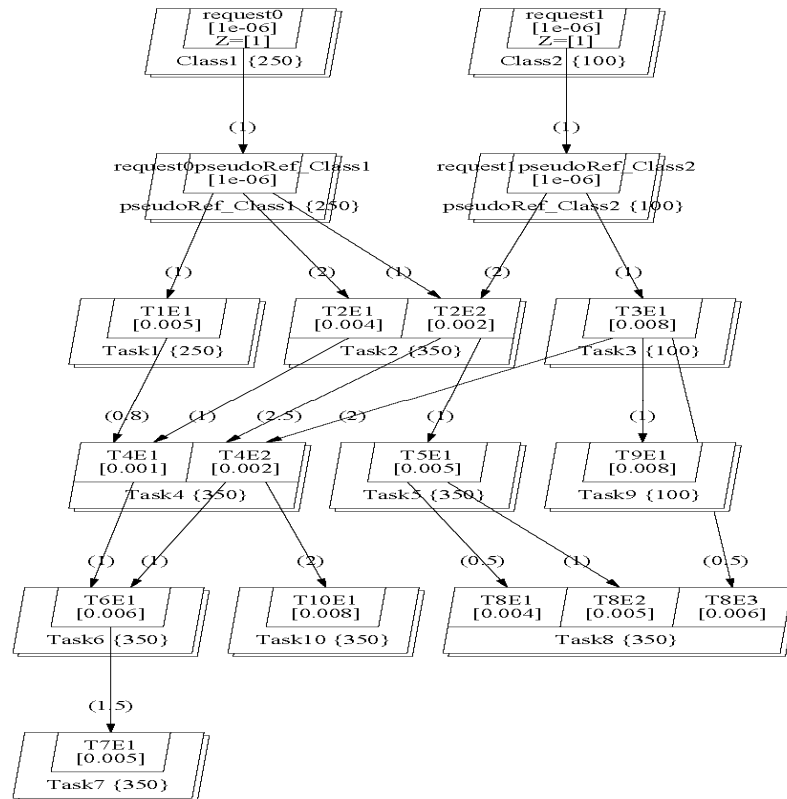 request0
[1e-06]
Z=[1]
Class1 {250}
request1
[1e-06]
Z=[1]
Class2 {100}
(1)
(1)
request0pseudoRef_Class1
[1e-06]
pseudoRef_Class1 {250}
request1pseudoRef_Class2
[1e-06]
pseudoRef_Class2 {100}
(1)
(2)
(1)
(2)
(1)
T1E1
[0.005]
Task1 {250}
T2E1
[0.004]
T2E2
[0.002]
Task2 {350}
T3E1
[0.008]
Task3 {100}
(0.8)
(1)
(2.5)
(2)
(1)
(1)
T4E1
[0.001]
T4E2
[0.002]
Task4 {350}
T5E1
[0.005]
Task5 {350}
T9E1
[0.008]
Task9 {100}
(1)
(1)
(2)
(0.5)
(1)
(0.5)
T6E1
[0.006]
Task6 {350}
T10E1
[0.008]
Task10 {350}
T8E1
[0.004]
T8E2
[0.005]
T8E3
[0.006]
Task8 {350}
(1.5)
T7E1
[0.005]
Task7 {350}